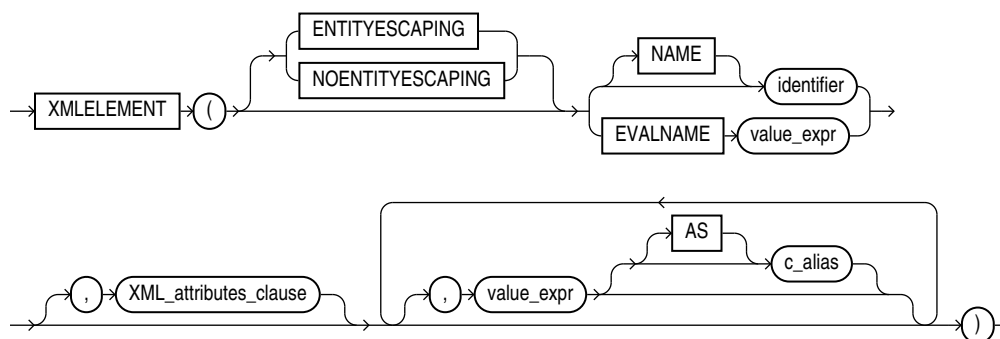 ENTITYESCAPING
NOENTITYESCAPING
NAME
identifier
XMLELEMENT (
EVALNAME value_expr
AS
c_alias
, XML_attributes_clause , value_expr
)